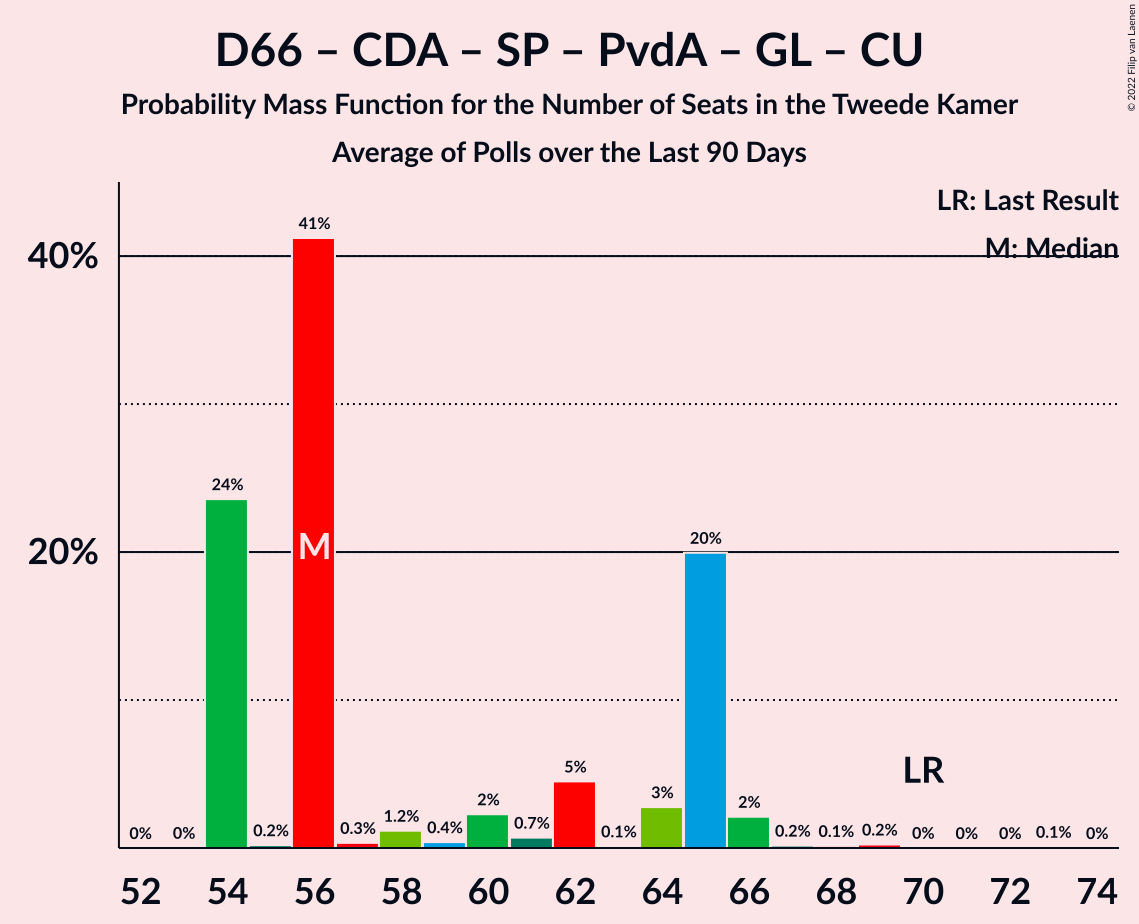 D66 – CDA – SP – PvdA – GL – CU
Probability Mass Function for the Number of Seats in the Tweede Kamer
Average of Polls over the Last 90 Days
© 2022 Filip van Laenen
LR: Last Result
M: Median
40%
20%
0% 0% 24% 0.2% 41% 0.3% 1.2% 0.4% 2% 0.7% 5% 0.1% 3% 20% 2% 0.2% 0.1% 0.2% 0% 0% 0% 0.1% 0%
M
LR
52 54 56 58 60 62 64 66 68 70 72 74